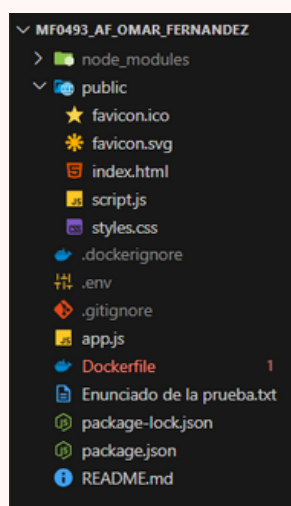 MF0493_AF_OMAR_FERNANDEZ
node_modules
public
favicon.ico
favicon.svg
index.html
script.js
styles.css
.dockerignore
.env
.gitignore
app.js
Dockerfile 1
Enunciado de la prueba.txt
package-lock.json
package.json
README.md